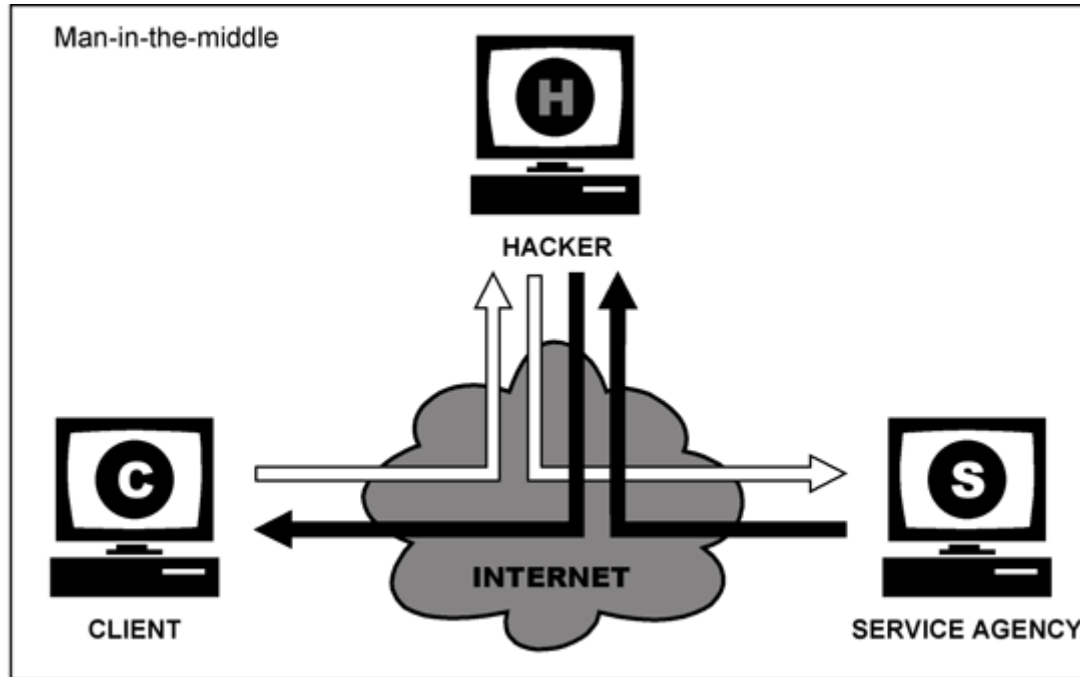 Man-in-the-middle
H
HACKER
C
S
INTERNET
CLIENT
SERVICE AGENCY